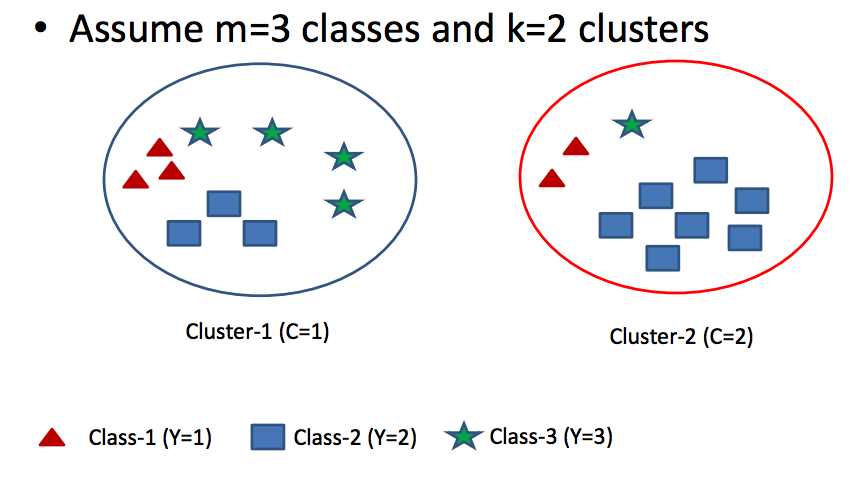 • Assume m=3 classes and k=2 clusters
Cluster-1 (C=1)
Cluster-2 (C=2)
Class-1 (Y=1)
Class-2 (Y=2)
Class-3 (Y=3)